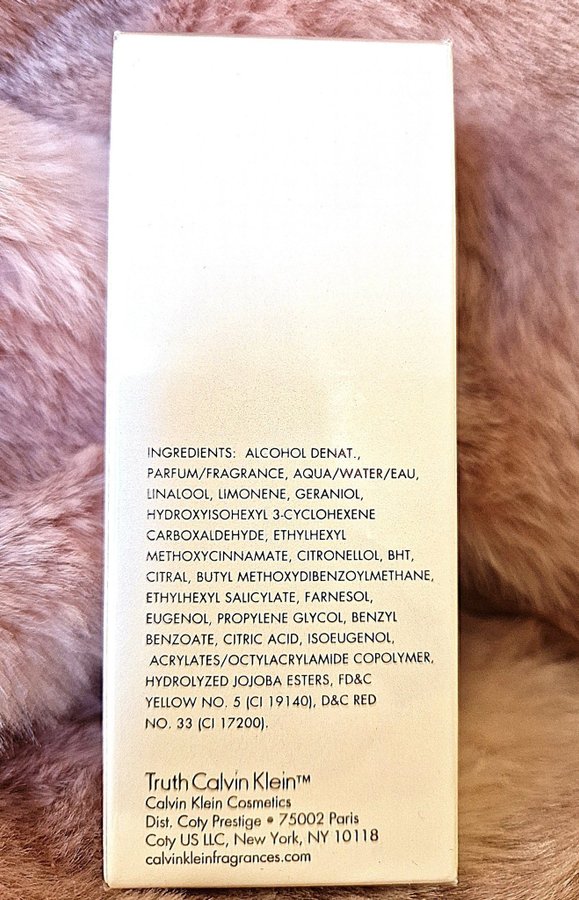 INGREDIENTS: ALCOHOL DENAT.,
PARFUM/FRAGRANCE, AQUA/WATER/EAU,
LINALOOL, LIMONENE, GERANIOL,
HYDROXYISOHEXYL 3-CYCLOHEXENE
CARBOXALDEHYDE, ETHYLHEXYL
METHOXYCINNAMATE, CITRONELLOL, BHT,
CITRAL, BUTYL METHOXYDIBENZOYLMETHANE,
ETHYLHEXYL SALICYLATE, FARNESOL,
EUGENOL, PROPYLENE GLYCOL, BENZYL
BENZOATE, CITRIC ACID, ISOEUGENOL,
ACRYLATES/OCTYLACRYLAMIDE COPOLYMER,
HYDROLYZED JOJOBA ESTERS, FD&C
YELLOW NO. 5 (CI 19140), D&C RED
NO. 33 (CI 17200).
Truth Calvin Klein™
Calvin Klein Cosmetics
Dist. Coty Prestige • 75002 Paris
Coty US LLC, New York, NY 10118
calvinkleinfragrances.com